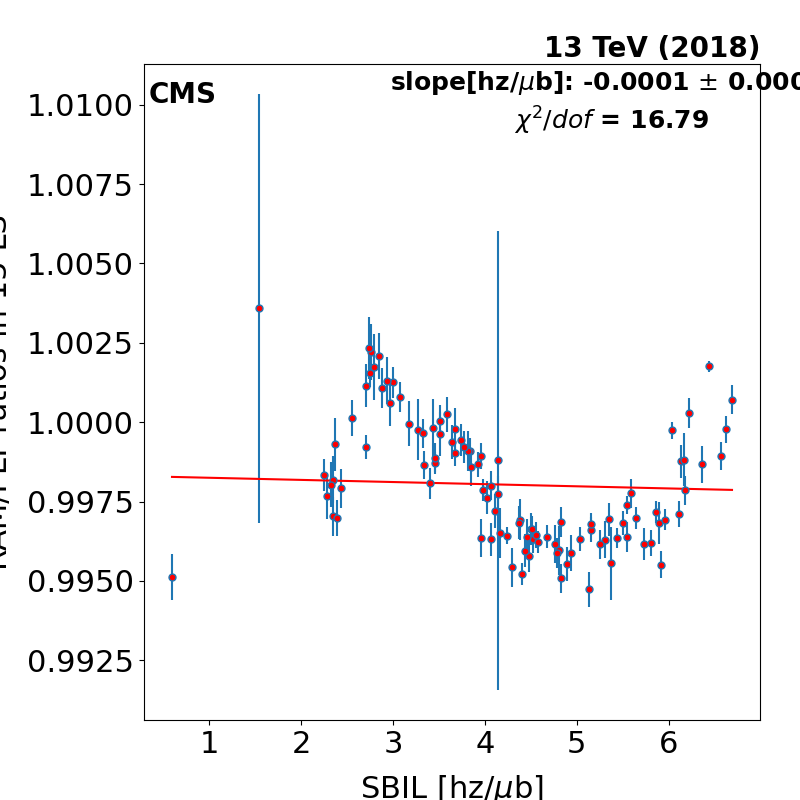 13 TeV (2018)
CMS
slope[hz/μb]: -0.0001 ± 0.000
χ²/dof = 16.79
1.0100
1.0075
1.0050
1.0025
1.0000
0.9975
0.9950
0.9925
1 2 3 4 5 6
SBIL [hz/μb]